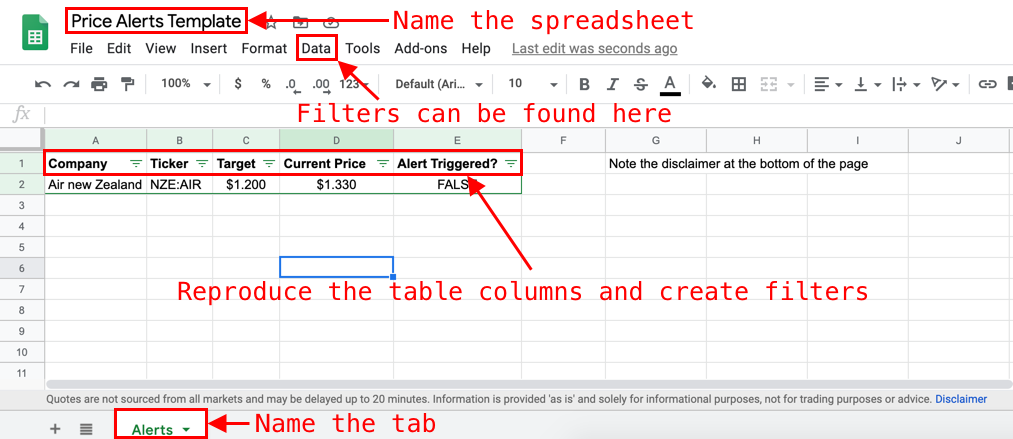 Price Alerts Template Name the spreadsheet
File Edit View Insert Format Data Tools Add-ons Help Last edit was seconds ago
100% $ % .0 .00 123 Default (Ari... 10 B I S A
Filters can be found here
fx
A B C D E F G H I J
1 Company Ticker Target Current Price Alert Triggered? Note the disclaimer at the bottom of the page
2 Air new Zealand NZE:AIR $1.200 $1.330
3
4
5
6
7
Reproduce the table columns and create filters
8
9
10
11
Quotes are not sourced from all markets and may be delayed up to 20 minutes. Information is provided 'as is' and solely for informational purposes, not for trading purposes or advice. Disclaimer
+ Alerts Name the tab